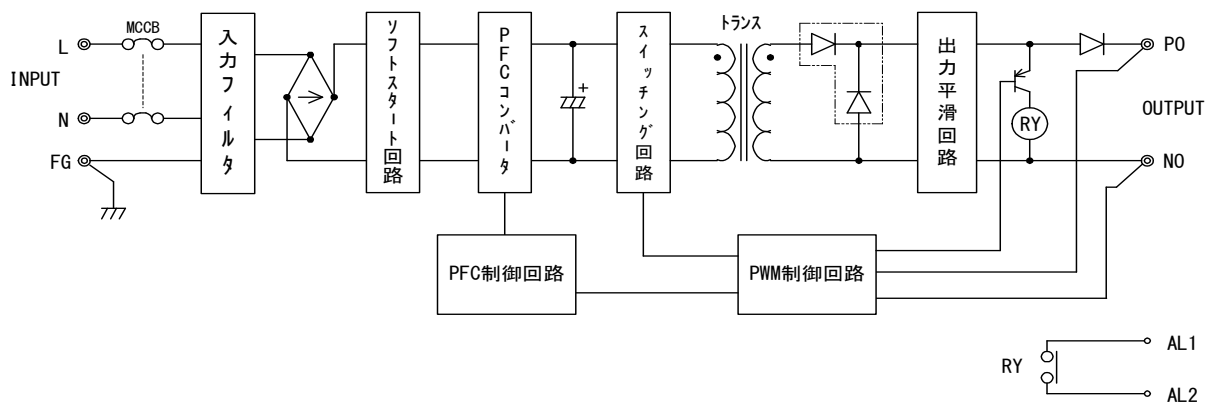 MCCB
L
INPUT
N
FG
入力フィルタ
ソフトスタート回路
PFCコンバータ
+
スイッチング回路
トランス
出力平滑回路
RY
PO
OUTPUT
NO
PFC制御回路
PWM制御回路
RY
AL1
AL2